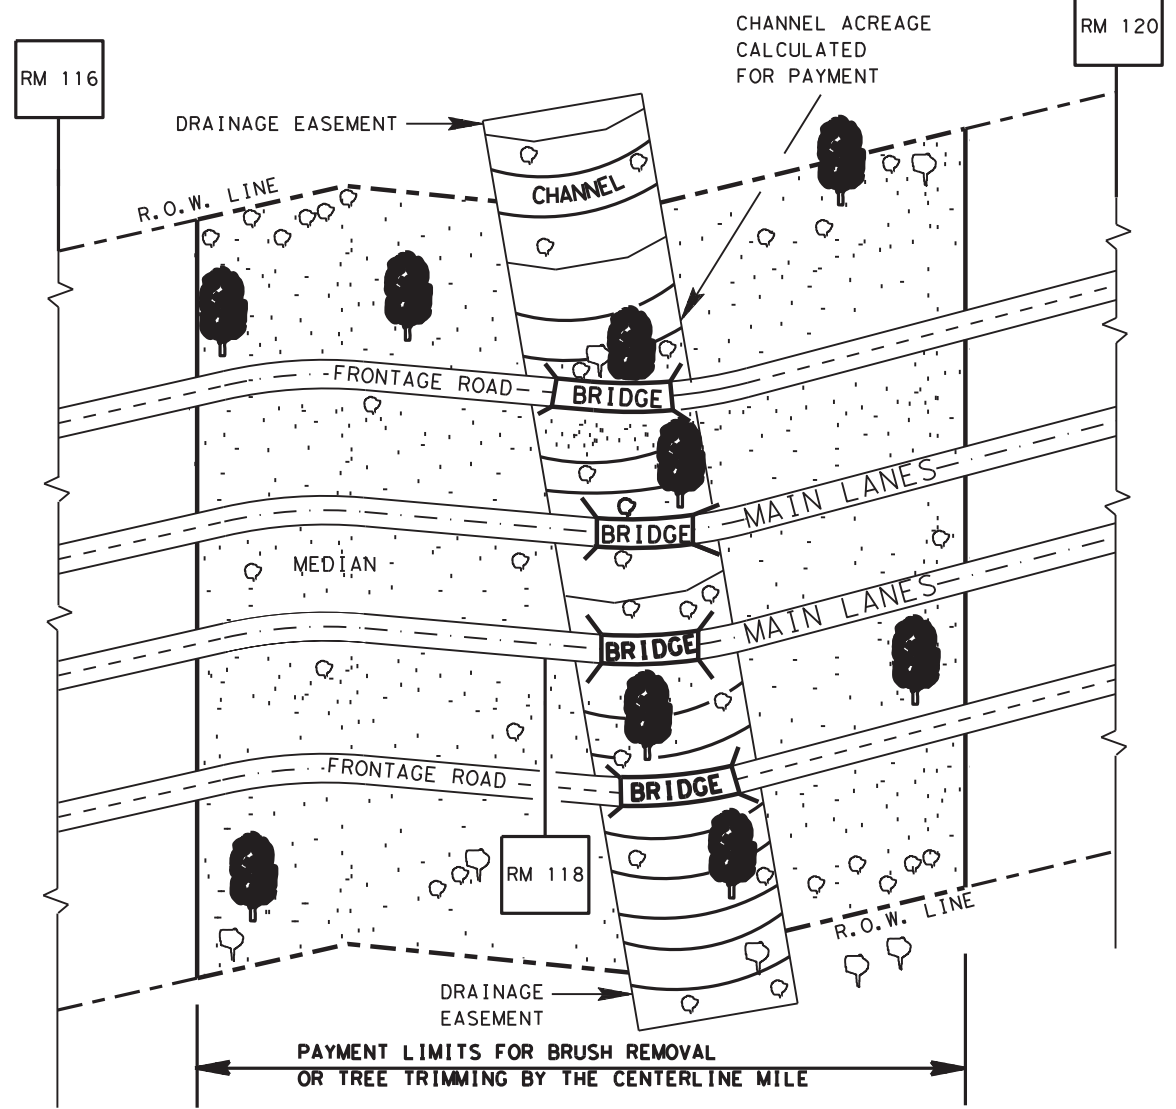 CHANNEL ACREAGE
CALCULATED
FOR PAYMENT
RM 120
RM 116
DRAINAGE EASEMENT
R.O.W. LINE
CHANNEL
FRONTAGE ROAD
BRIDGE
MAIN LANES
BRIDGE
MEDIAN
MAIN LANES
BRIDGE
FRONTAGE ROAD
BRIDGE
RM 118
R.O.W. LINE
DRAINAGE
EASEMENT
PAYMENT LIMITS FOR BRUSH REMOVAL
OR TREE TRIMMING BY THE CENTERLINE MILE